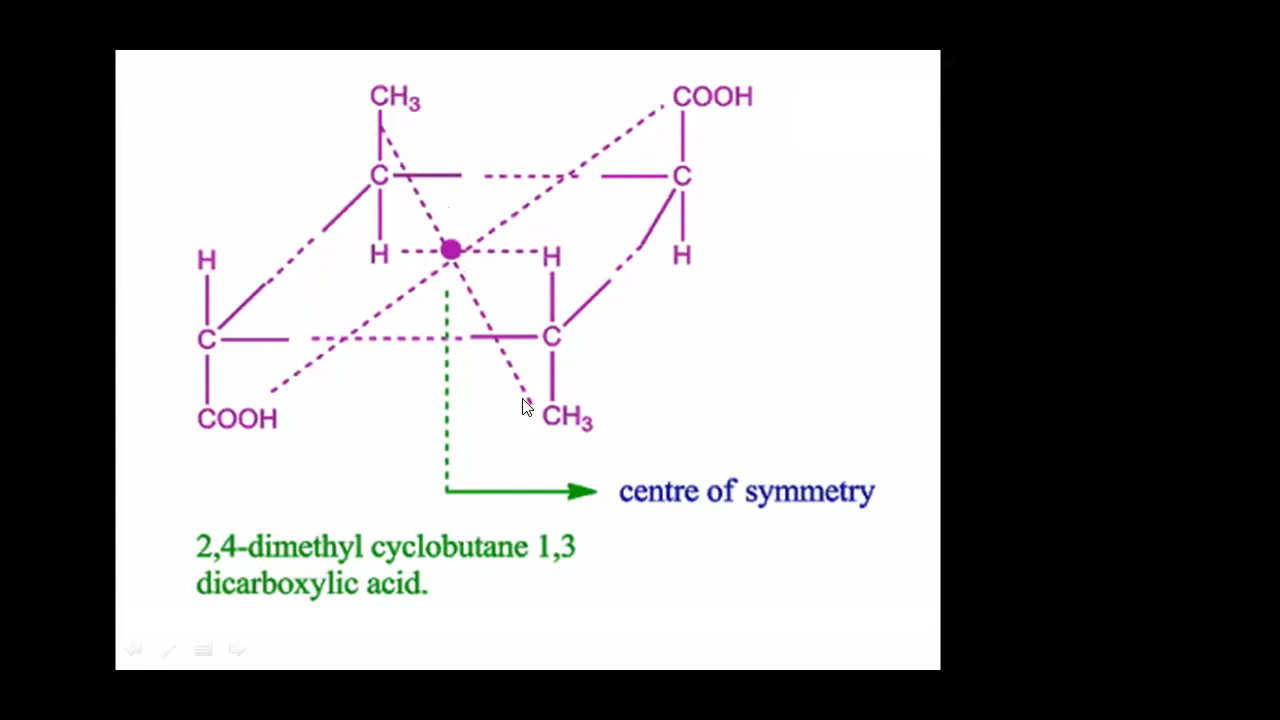 CH₃ COOH
C C
H H H H
C C
COOH CH₃
centre of symmetry
2,4-dimethyl cyclobutane 1,3
dicarboxylic acid.